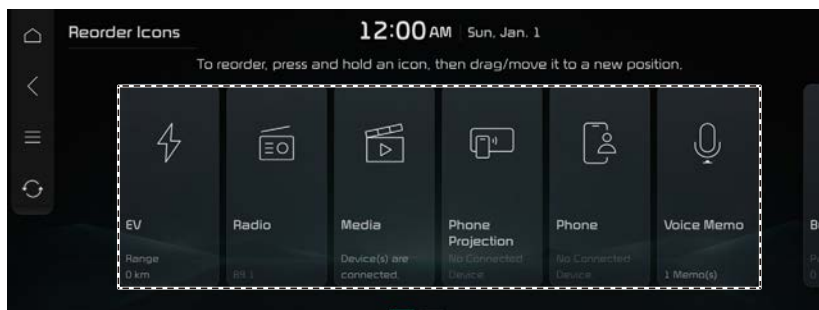 Reorder Icons
12:00 AM Sun, Jan. 1
To reorder, press and hold an icon, then drag/move it to a new position.
EV
Range
0 km
Radio
89.1
Media
Device(s) are
connected.
Phone
Projection
No Connected
Device
Phone
No Connected
Device
Voice Memo
1 Memo(s)